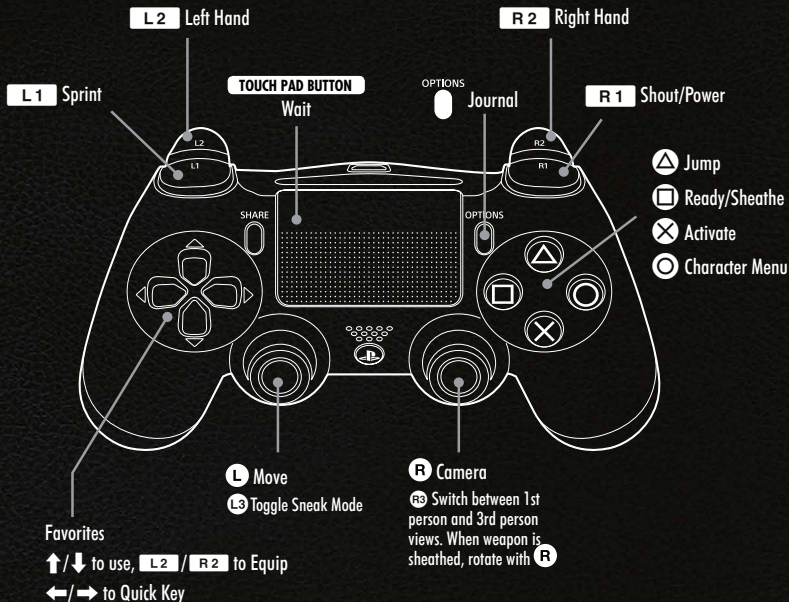 L2 Left Hand
R2 Right Hand
L1 Sprint
TOUCH PAD BUTTON
Wait
OPTIONS
Journal
R1 Shout/Power
L2
L1
R2
R1
SHARE
OPTIONS
Jump
Ready/Sheathe
Activate
Character Menu
L Move
L3 Toggle Sneak Mode
R Camera
R3 Switch between 1st
person and 3rd person
views. When weapon is
sheathed, rotate with R
Favorites
↑/↓ to use, L2 / R2 to Equip
←/→ to Quick Key